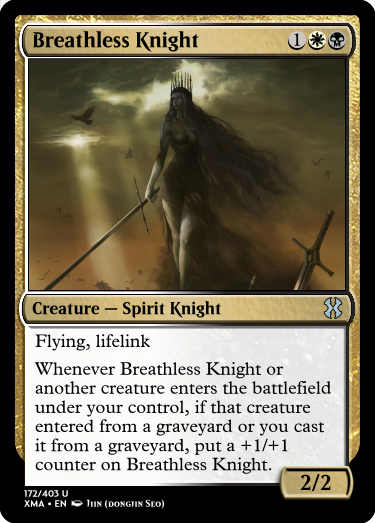 Breathless Knight 1
Creature — Spirit Knight
Flying, lifelink
Whenever Breathless Knight or
another creature enters the battlefield
under your control, if that creature
entered from a graveyard or you cast
it from a graveyard, put a +1/+1
counter on Breathless Knight.
2/2
172/403 U
XMA • EN Jiin (Dongjin Seo)